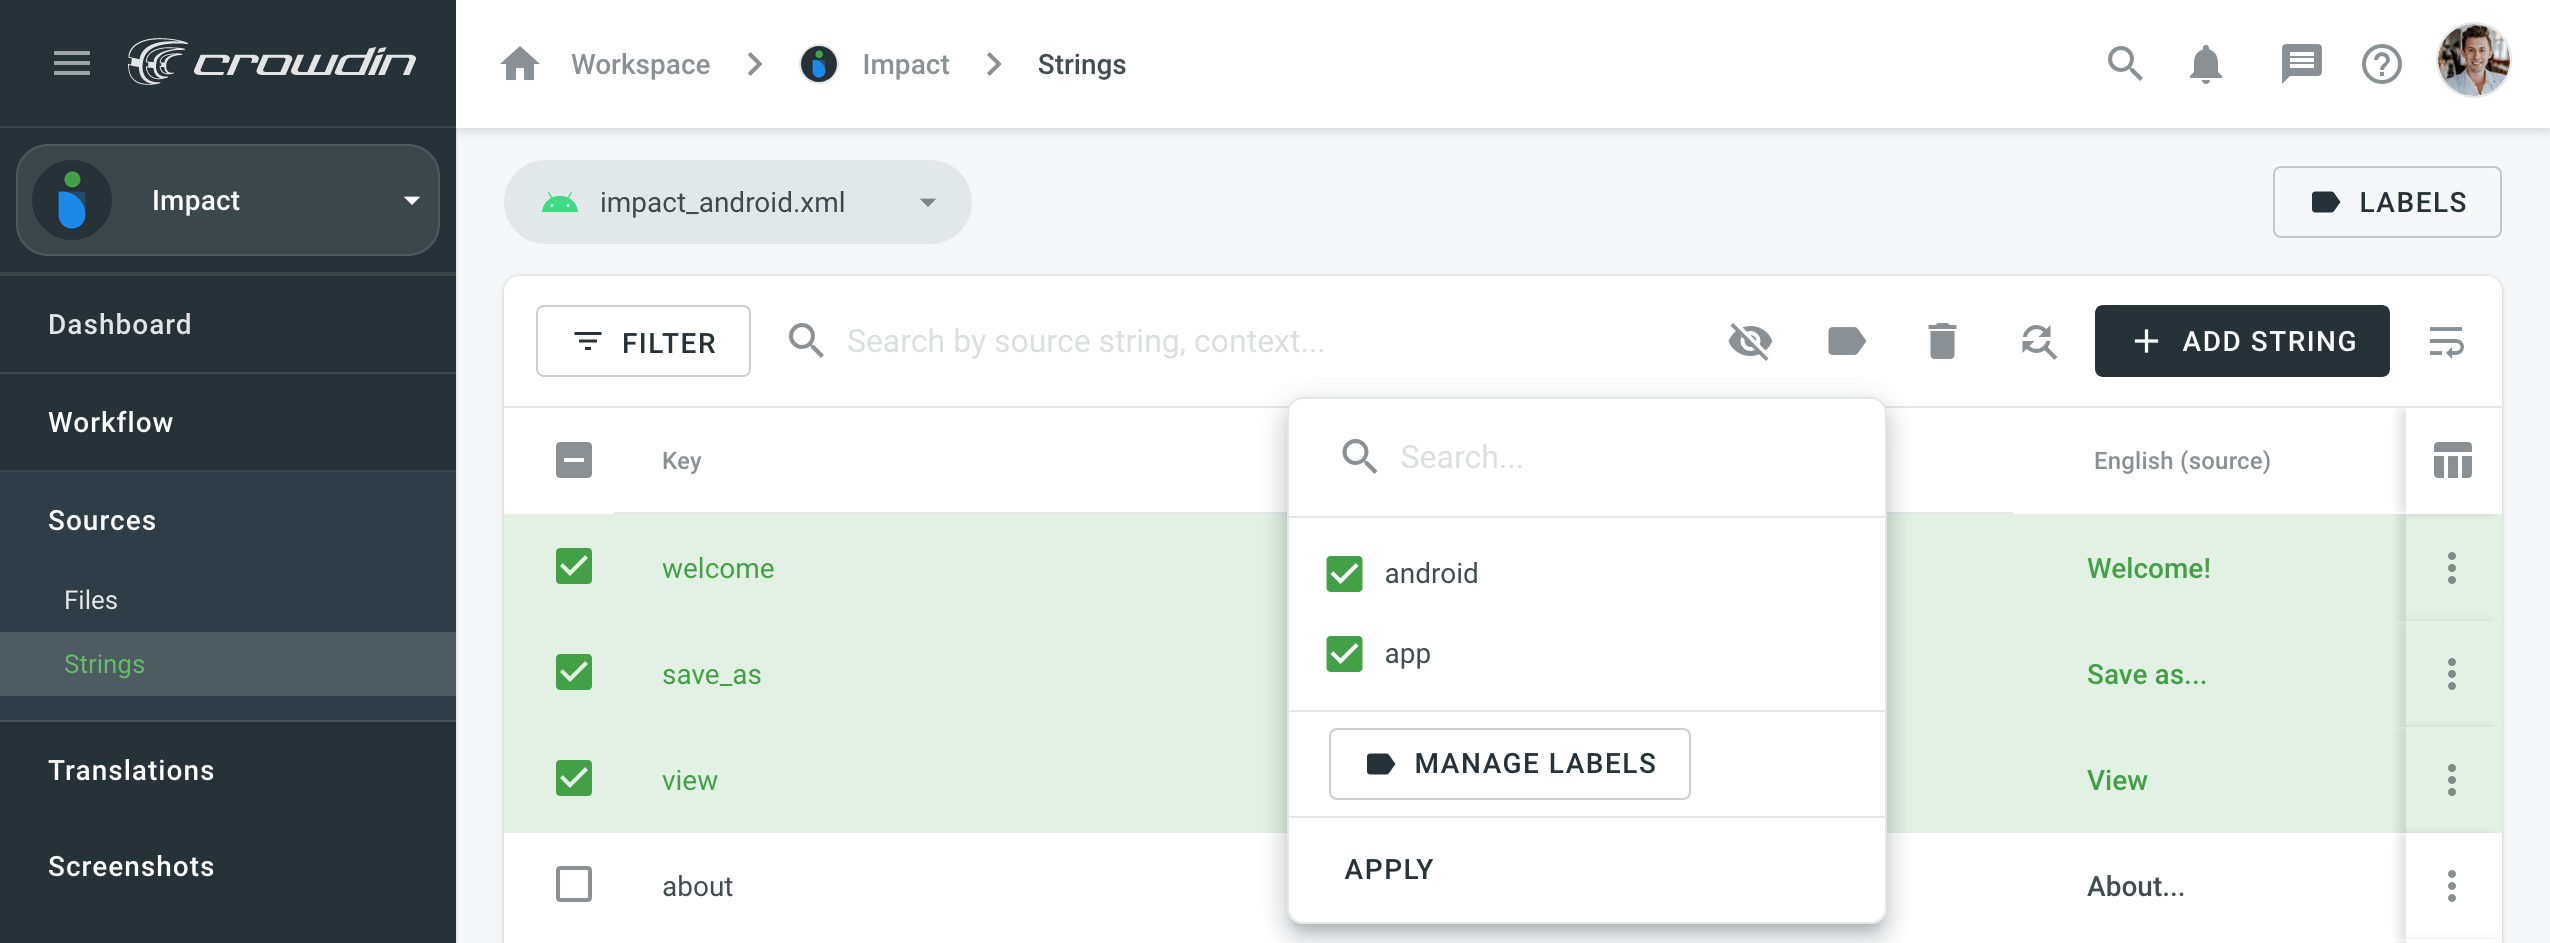 crowdin
Workspace
Impact
Strings
Impact
impact_android.xml
LABELS
Dashboard
FILTER
Search by source string, context...
ADD STRING
Workflow
Key
English (source)
Search...
Sources
welcome
android
Welcome!
Files
Strings
save_as
app
Save as...
Translations
view
MANAGE LABELS
View
Screenshots
about
APPLY
About...